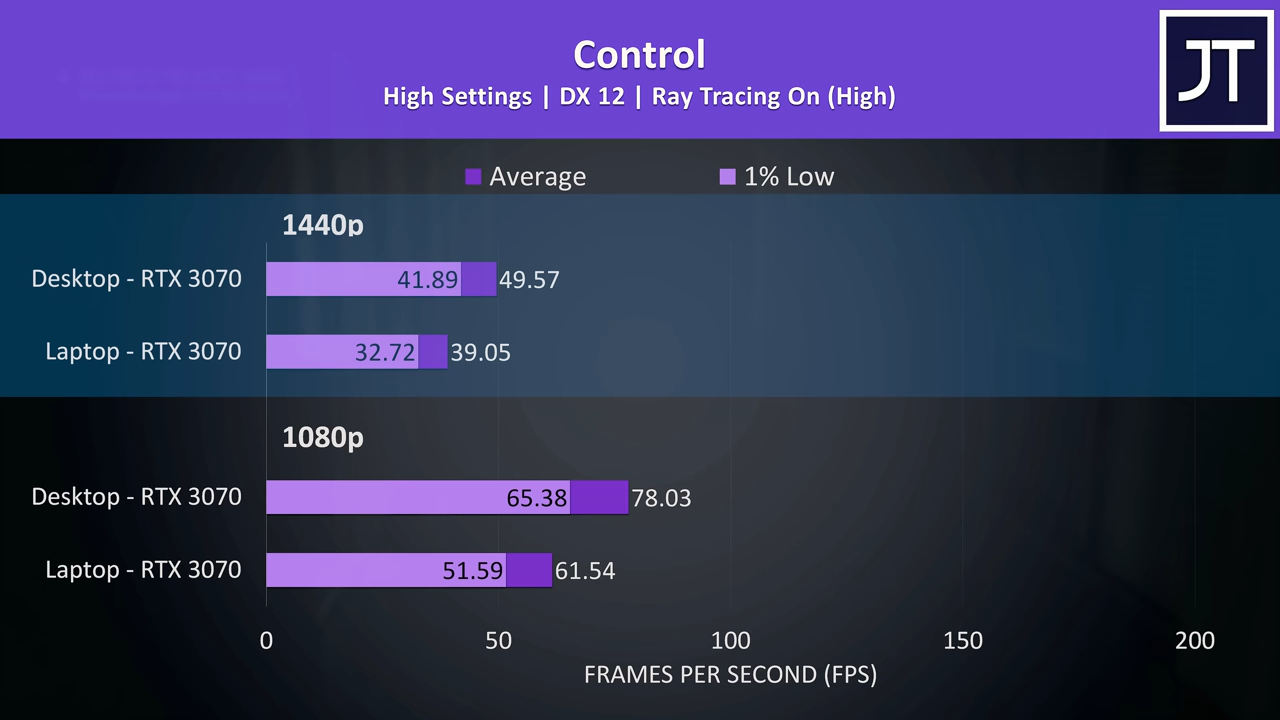 Control
High Settings | DX 12 | Ray Tracing On (High)
JT
Average
1% Low
1440p
Desktop - RTX 3070
41.89
49.57
Laptop - RTX 3070
32.72
39.05
1080p
Desktop - RTX 3070
65.38
78.03
Laptop - RTX 3070
51.59
61.54
0
50
100
150
200
FRAMES PER SECOND (FPS)